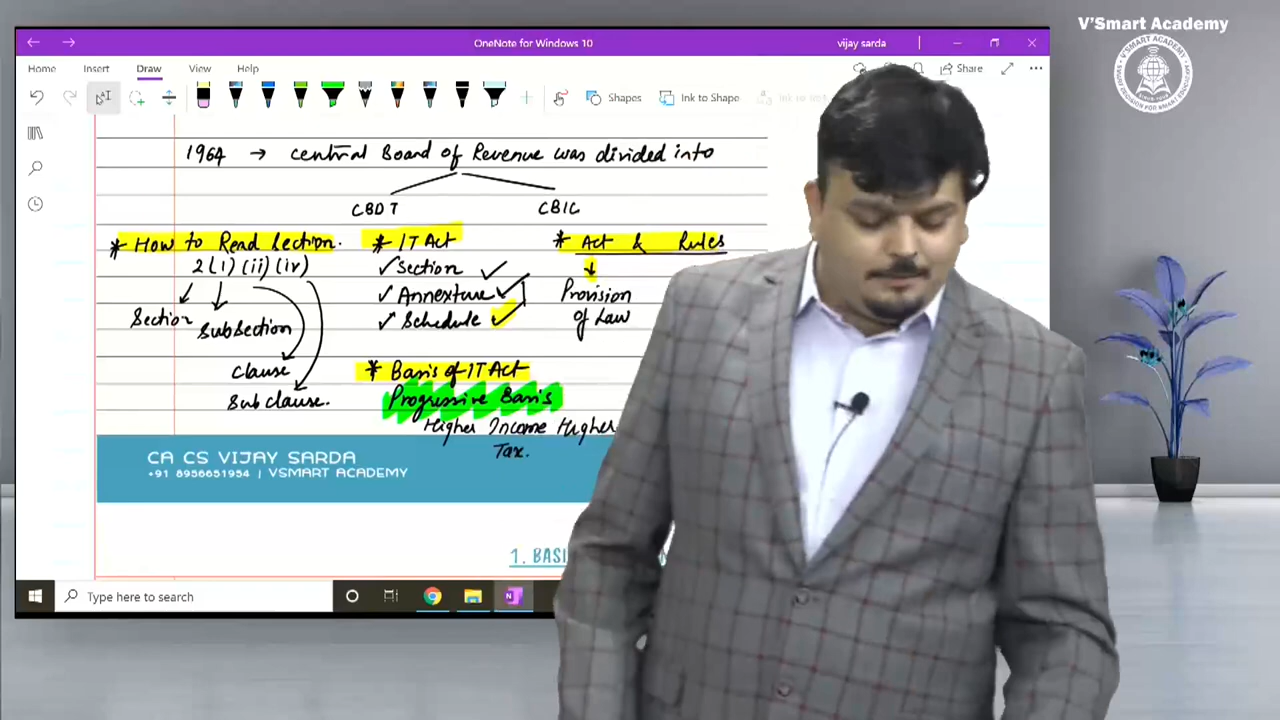 V'Smart Academy
OneNote for Windows 10
vijay sarda
Home Insert Draw View Help
Share
Shapes Ink to Shape
1964 → Central Board of Revenue was divided into
CBDT CBIC
* How to Read Section.
2(1)(ii)(iv)
Section
Subsection
clause
Sub clause.
* IT Act
✓ Section ✓
✓ Annexture ✓
✓ Schedule ✓
* Basis of IT Act
Progressive Basis
Higher Income Higher
Tax.
* Act & Rules
Provision
of Law
CA CS VIJAY SARDA
+91 8956651954 | VSMART ACADEMY
1. BASI
Type here to search